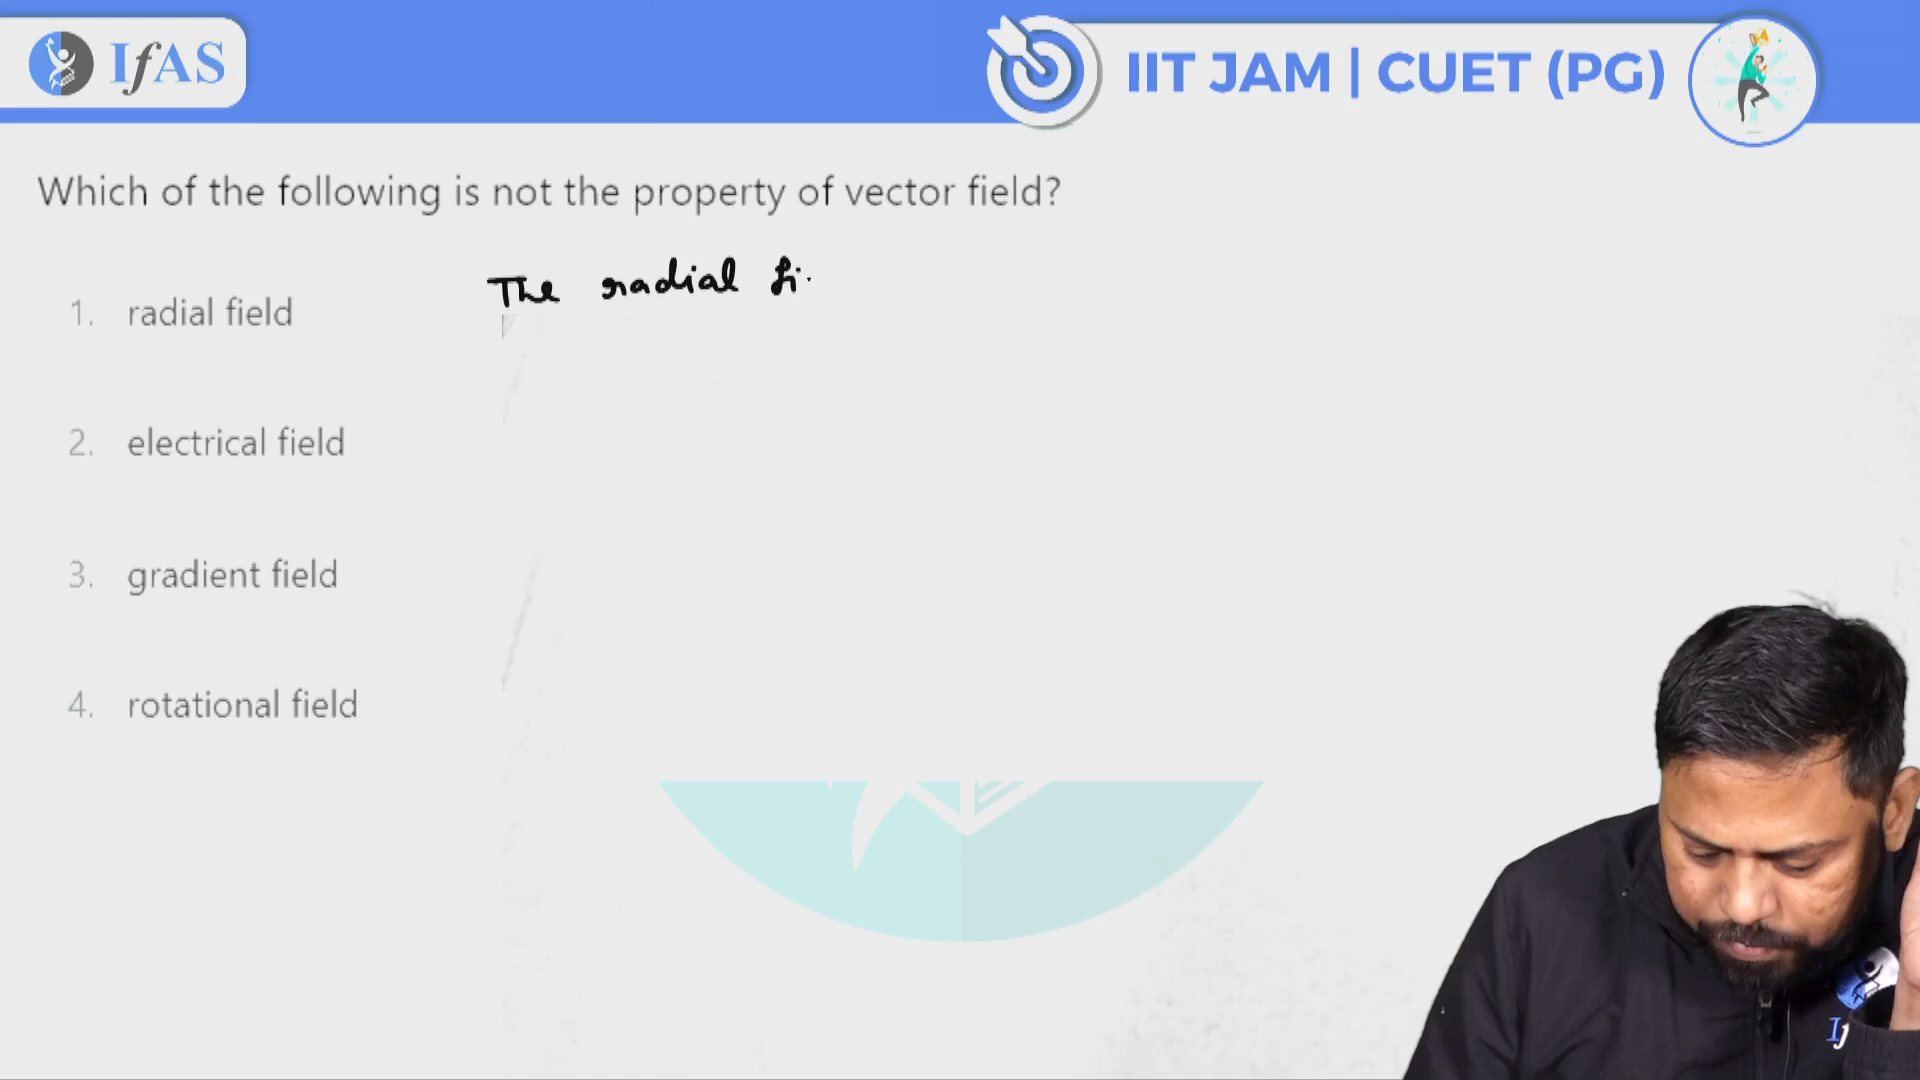 IfAS
IIT JAM | CUET (PG)
Which of the following is not the property of vector field?
The radial fi
1. radial field
2. electrical field
3. gradient field
4. rotational field